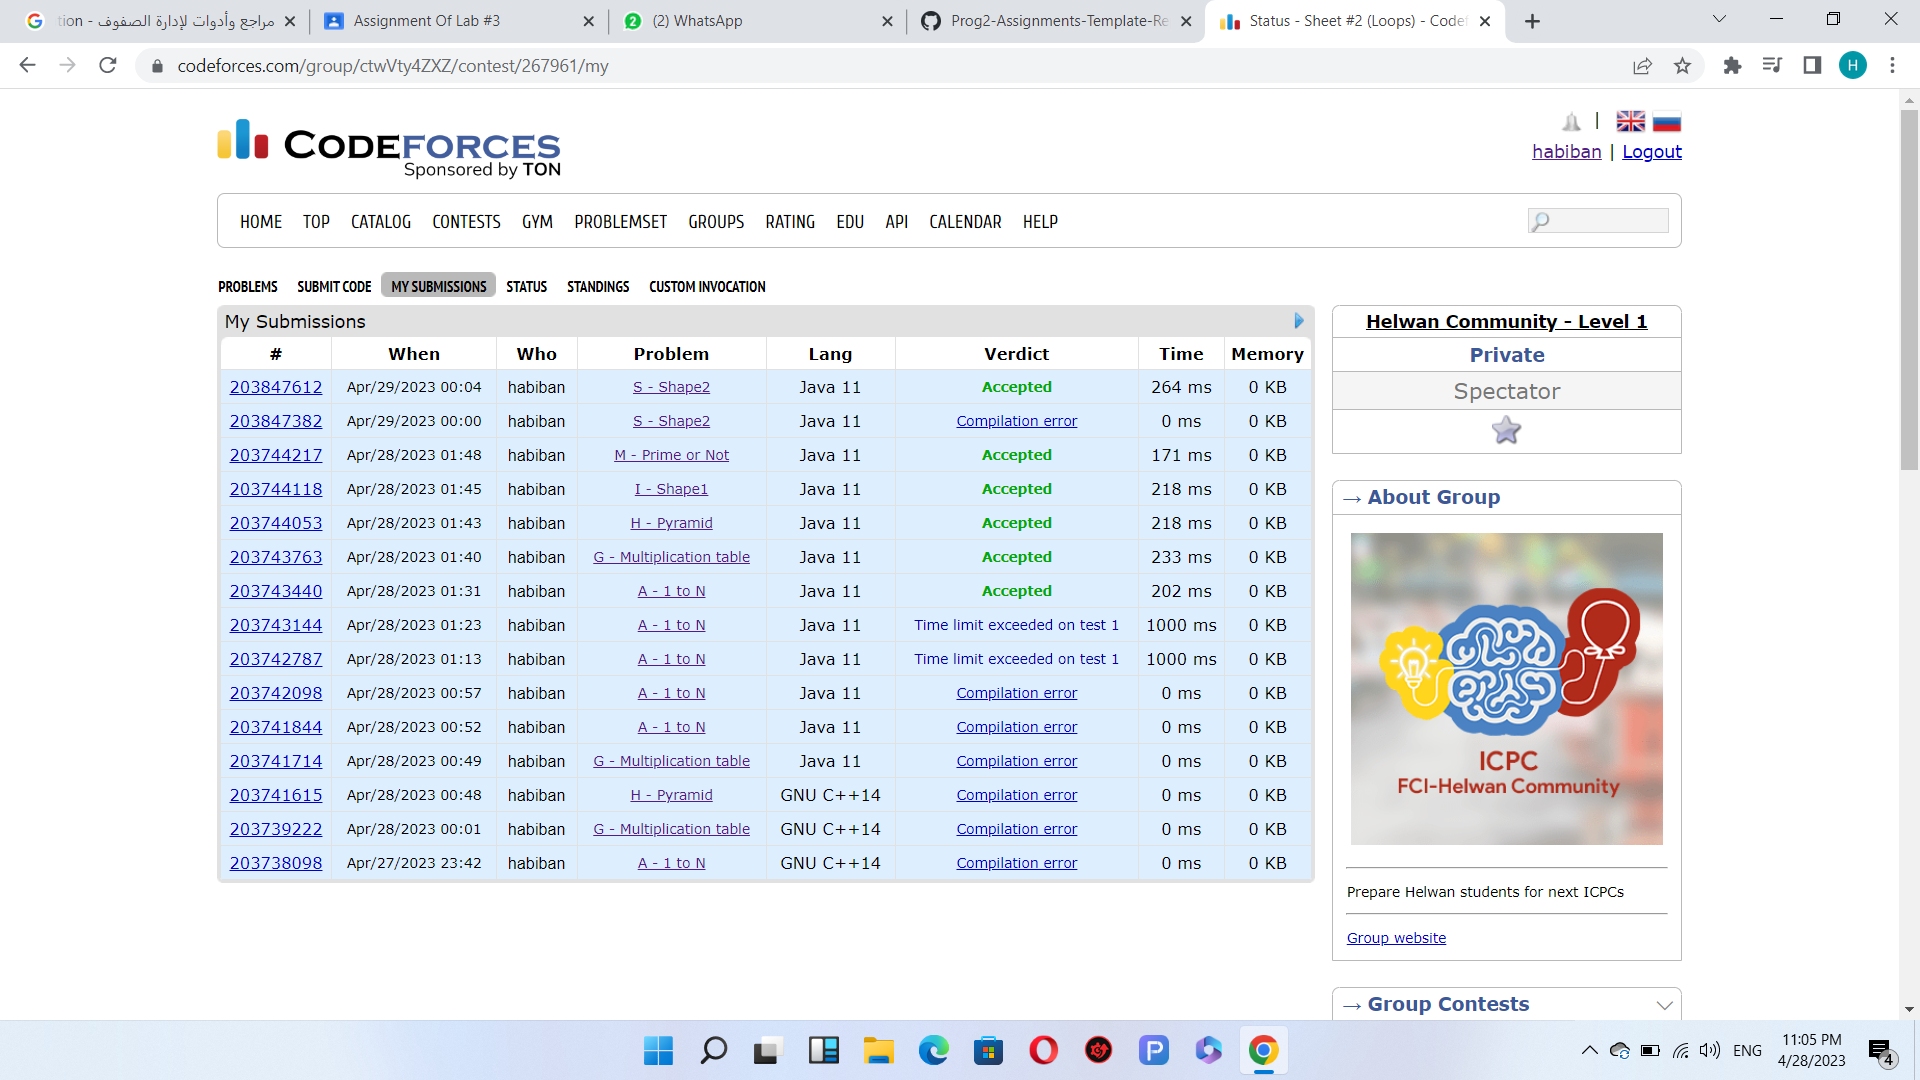 مراجع وأدوات لإدارة الصفوف - tion
Assignment Of Lab #3
(2) WhatsApp
Prog2-Assignments-Template-Re
Status - Sheet #2 (Loops) - Codef
codeforces.com/group/ctwVty4ZXZ/contest/267961/my
H
CODEFORCES
Sponsored by TON
habiban | Logout
HOME TOP CATALOG CONTESTS GYM PROBLEMSET GROUPS RATING EDU API CALENDAR HELP
PROBLEMS SUBMIT CODE MY SUBMISSIONS STATUS STANDINGS CUSTOM INVOCATION
My Submissions
# When Who Problem Lang Verdict Time Memory
203847612 Apr/29/2023 00:04 habiban S - Shape2 Java 11 Accepted 264 ms 0 KB
203847382 Apr/29/2023 00:00 habiban S - Shape2 Java 11 Compilation error 0 ms 0 KB
203744217 Apr/28/2023 01:48 habiban M - Prime or Not Java 11 Accepted 171 ms 0 KB
203744118 Apr/28/2023 01:45 habiban I - Shape1 Java 11 Accepted 218 ms 0 KB
203744053 Apr/28/2023 01:43 habiban H - Pyramid Java 11 Accepted 218 ms 0 KB
203743763 Apr/28/2023 01:40 habiban G - Multiplication table Java 11 Accepted 233 ms 0 KB
203743440 Apr/28/2023 01:31 habiban A - 1 to N Java 11 Accepted 202 ms 0 KB
203743144 Apr/28/2023 01:23 habiban A - 1 to N Java 11 Time limit exceeded on test 1 1000 ms 0 KB
203742787 Apr/28/2023 01:13 habiban A - 1 to N Java 11 Time limit exceeded on test 1 1000 ms 0 KB
203742098 Apr/28/2023 00:57 habiban A - 1 to N Java 11 Compilation error 0 ms 0 KB
203741844 Apr/28/2023 00:52 habiban A - 1 to N Java 11 Compilation error 0 ms 0 KB
203741714 Apr/28/2023 00:49 habiban G - Multiplication table Java 11 Compilation error 0 ms 0 KB
203741615 Apr/28/2023 00:48 habiban H - Pyramid GNU C++14 Compilation error 0 ms 0 KB
203739222 Apr/28/2023 00:01 habiban G - Multiplication table GNU C++14 Compilation error 0 ms 0 KB
203738098 Apr/27/2023 23:42 habiban A - 1 to N GNU C++14 Compilation error 0 ms 0 KB
Helwan Community - Level 1
Private
Spectator
→ About Group
ICPC
FCI-Helwan Community
Prepare Helwan students for next ICPCs
Group website
→ Group Contests
ENG
11:05 PM
4/28/2023
4